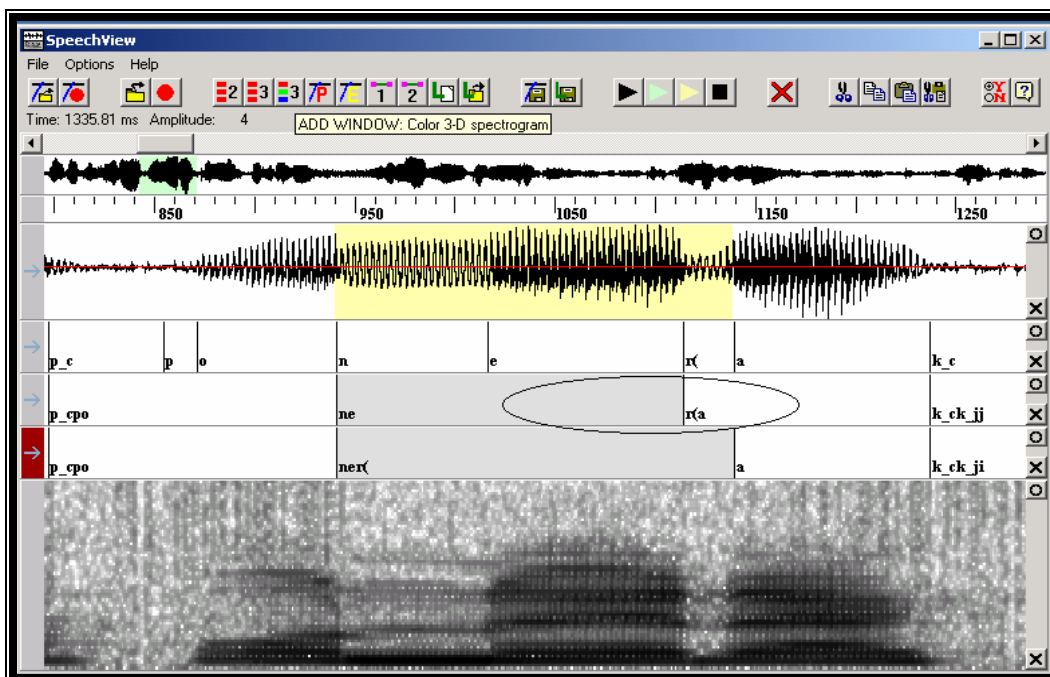 SpeechView
File Options Help
2 3 3 P E 1 2
Time: 1335.81 ms Amplitude: 4
ADD WINDOW: Color 3-D spectrogram
850 950 1050 1150 1250
p_c p o n e r( a k_c
p_cpo ne r(a k_ck_jj
p_cpo ner( a k_ck_ji